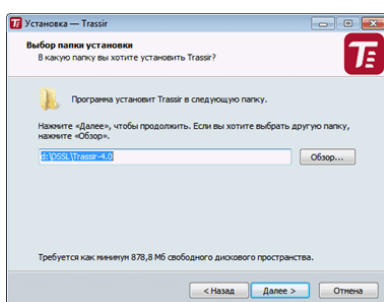 Установка — Trassir
Выбор папки установки
В какую папку вы хотите установить Trassir?
Программа установит Trassir в следующую папку.
Нажмите «Далее», чтобы продолжить. Если вы хотите выбрать другую папку,
нажмите «Обзор».
d:\DSSL\Trassir-4.0 Обзор...
Требуется как минимум 878,8 Мб свободного дискового пространства.
< Назад Далее > Отмена